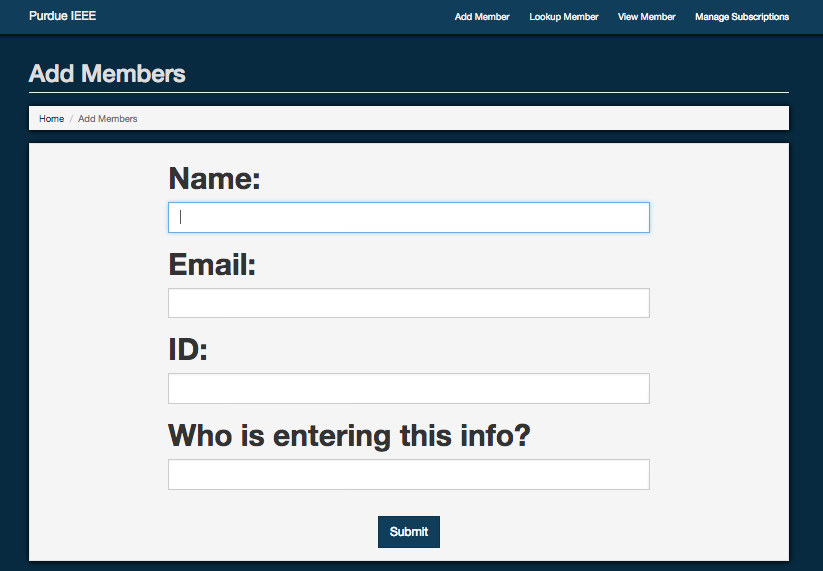 Purdue IEEE Add Member Lookup Member View Member Manage Subscriptions
Add Members
Home / Add Members
Name:
Email:
ID:
Who is entering this info?
Submit